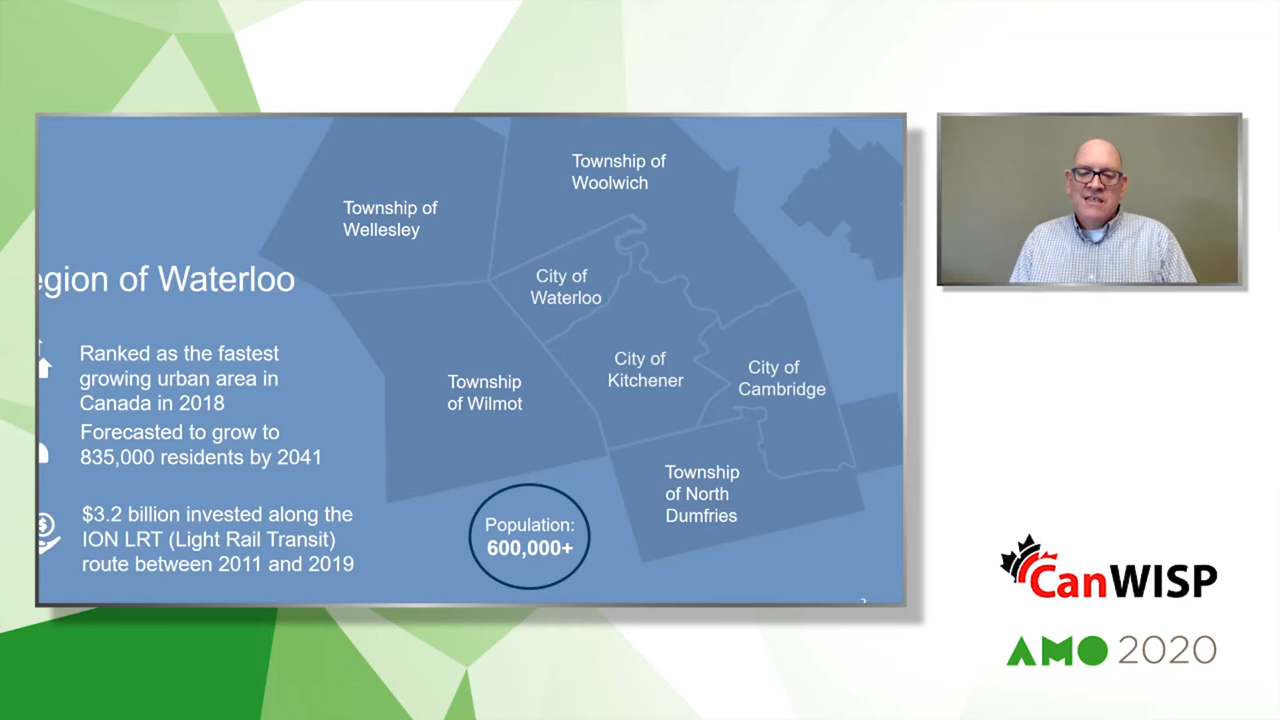 Township of
Woolwich
Township of
Wellesley
egion of Waterloo
City of
Waterloo
Ranked as the fastest
growing urban area in
Canada in 2018
Forecasted to grow to
835,000 residents by 2041
$3.2 billion invested along the
ION LRT (Light Rail Transit)
route between 2011 and 2019
Township
of Wilmot
City of
Kitchener
City of
Cambridge
Township
of North
Dumfries
Population:
600,000+
CanWISP
AMO 2020